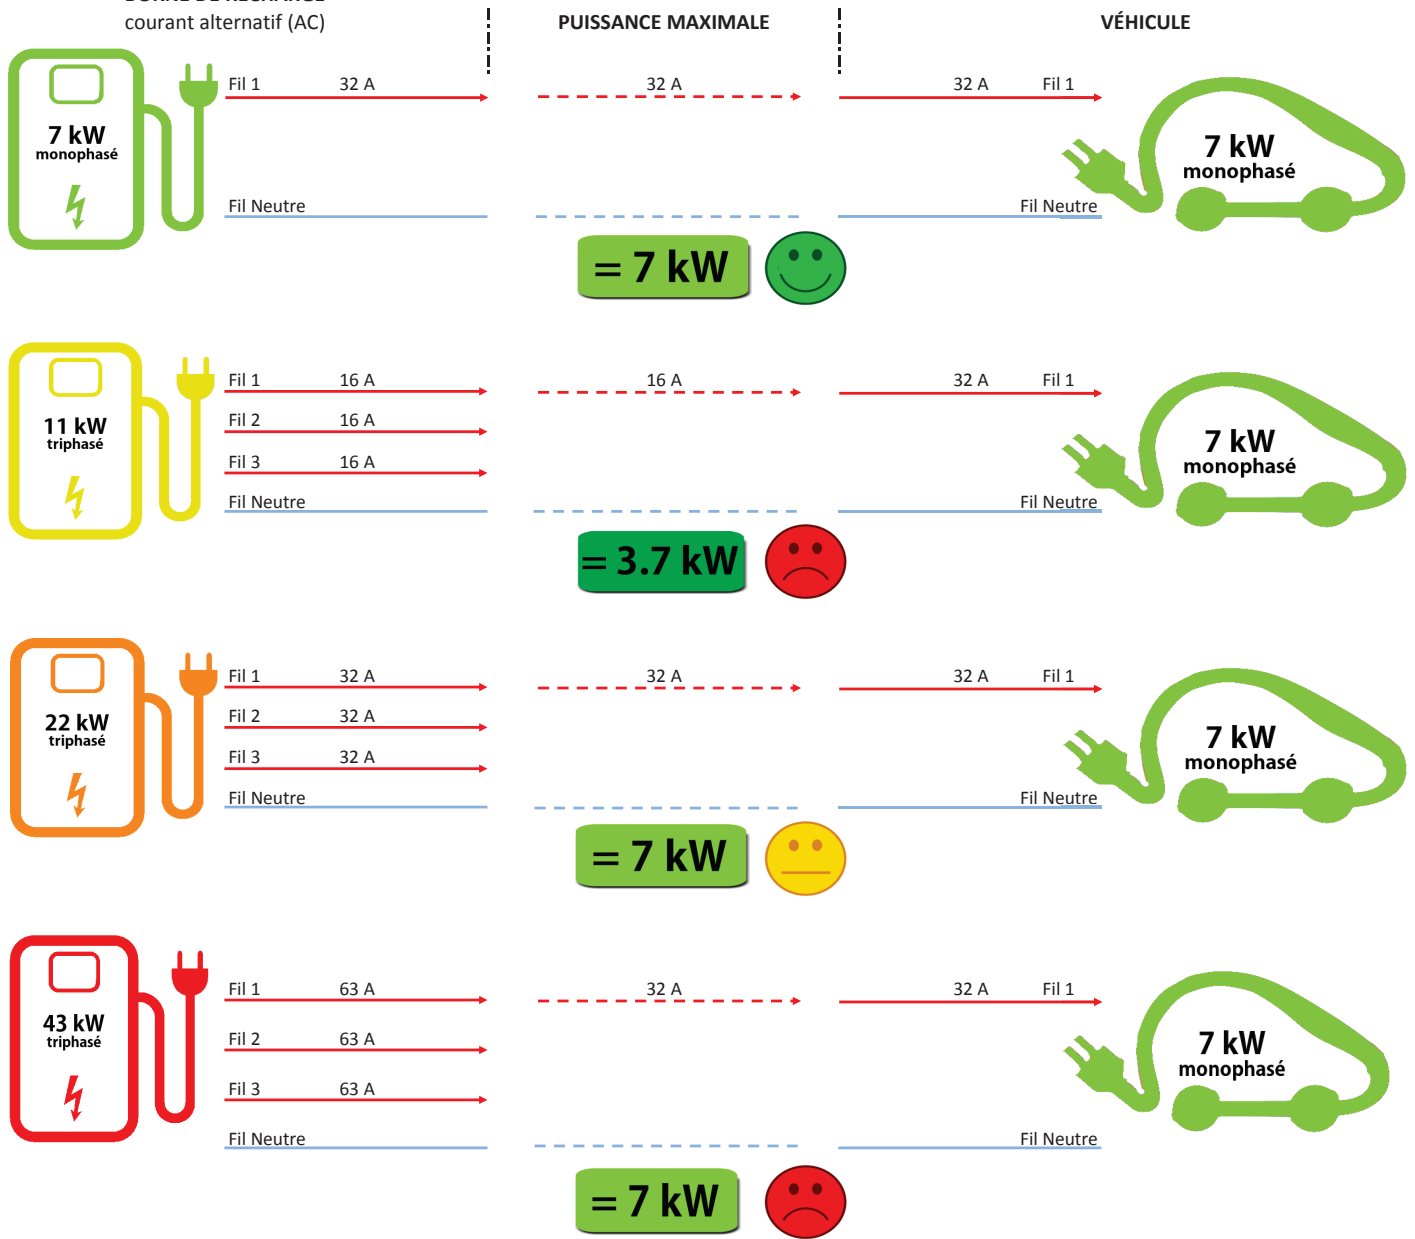 BORNE DE RECHARGE
courant alternatif (AC)
PUISSANCE MAXIMALE
VÉHICULE
7 kW
monophasé
Fil 1 32 A
32 A
32 A Fil 1
Fil Neutre
Fil Neutre
7 kW
monophasé
= 7 kW
11 kW
triphasé
Fil 1 16 A
Fil 2 16 A
Fil 3 16 A
Fil Neutre
16 A
32 A Fil 1
Fil Neutre
7 kW
monophasé
= 3.7 kW
22 kW
triphasé
Fil 1 32 A
Fil 2 32 A
Fil 3 32 A
Fil Neutre
32 A
32 A Fil 1
Fil Neutre
7 kW
monophasé
= 7 kW
43 kW
triphasé
Fil 1 63 A
Fil 2 63 A
Fil 3 63 A
Fil Neutre
32 A
32 A Fil 1
Fil Neutre
7 kW
monophasé
= 7 kW